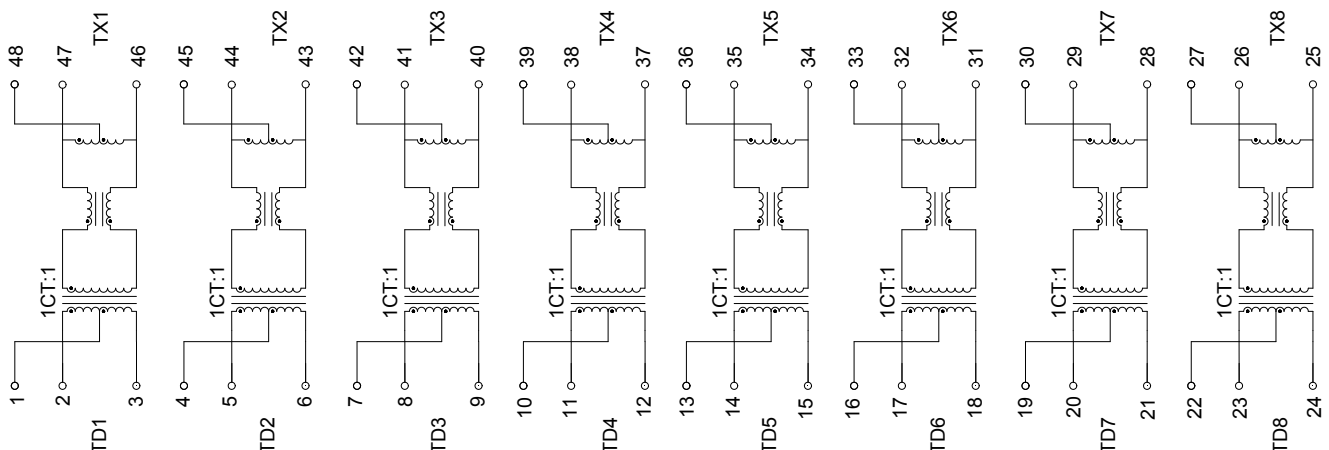 48 47 TX1 46 45 44 TX2 43 42 41 TX3 40 39 38 TX4 37 36 35 TX5 34 33 32 TX6 31 30 29 TX7 28 27 26 TX8 25
1CT:1 1CT:1 1CT:1 1CT:1 1CT:1 1CT:1 1CT:1 1CT:1
1 2 3 4 5 6 7 8 9 10 11 12 13 14 15 16 17 18 19 20 21 22 23 24
TD1 TD2 TD3 TD4 TD5 TD6 TD7 TD8